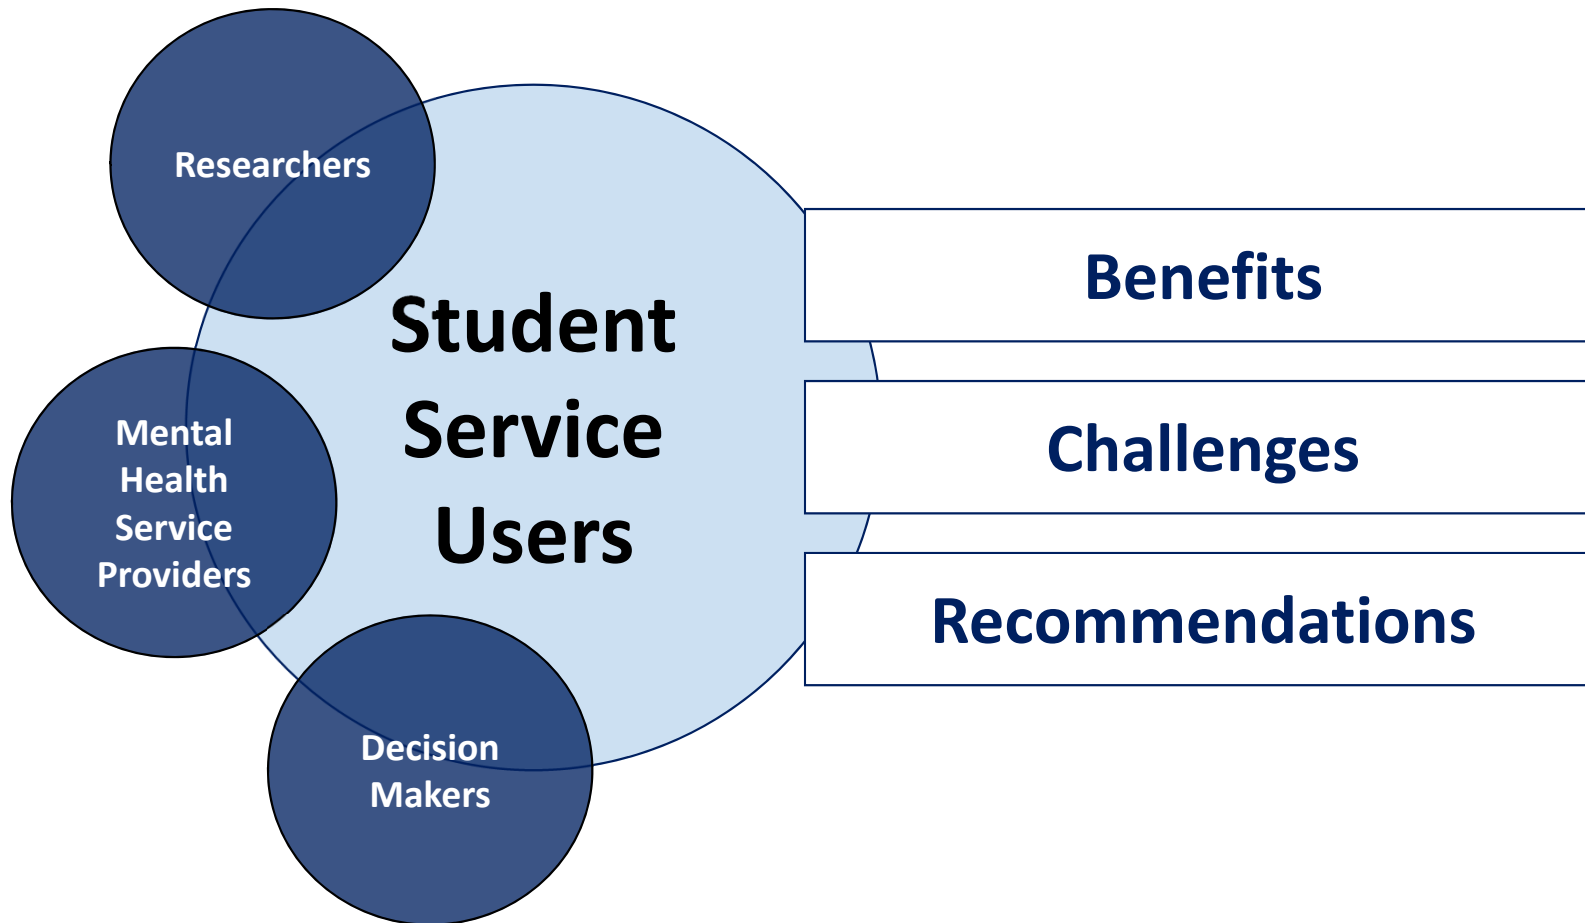 Researchers
Mental
Health
Service
Providers
Decision
Makers
Student
Service
Users
Benefits
Challenges
Recommendations